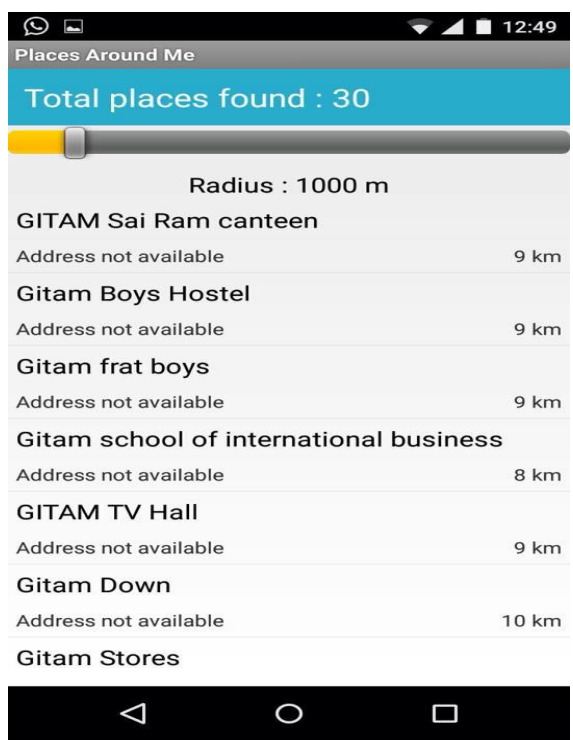 12:49
Places Around Me
Total places found : 30
Radius : 1000 m
GITAM Sai Ram canteen
Address not available 9 km
Gitam Boys Hostel
Address not available 9 km
Gitam frat boys
Address not available 9 km
Gitam school of international business
Address not available 8 km
GITAM TV Hall
Address not available 9 km
Gitam Down
Address not available 10 km
Gitam Stores